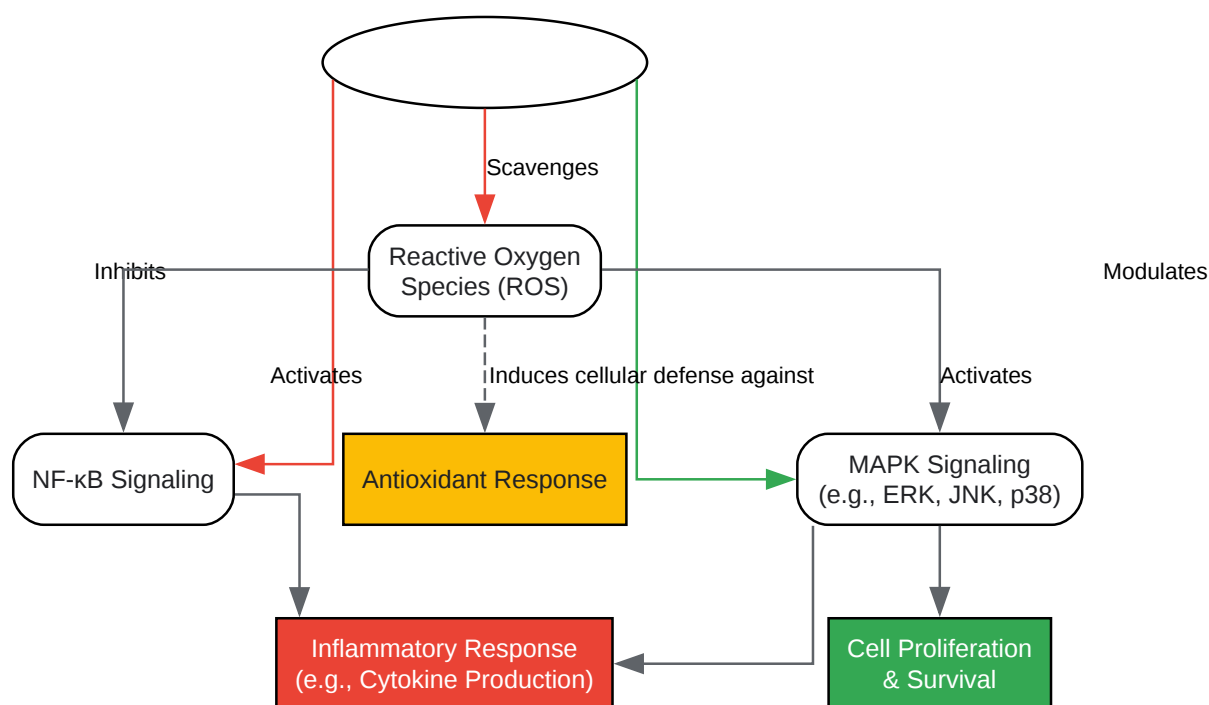 Scavenges
Reactive Oxygen
Species (ROS)
Inhibits
Modulates
Activates
Induces cellular defense against
Activates
NF-κB Signaling
Antioxidant Response
MAPK Signaling
(e.g., ERK, JNK, p38)
Inflammatory Response
(e.g., Cytokine Production)
Cell Proliferation
& Survival